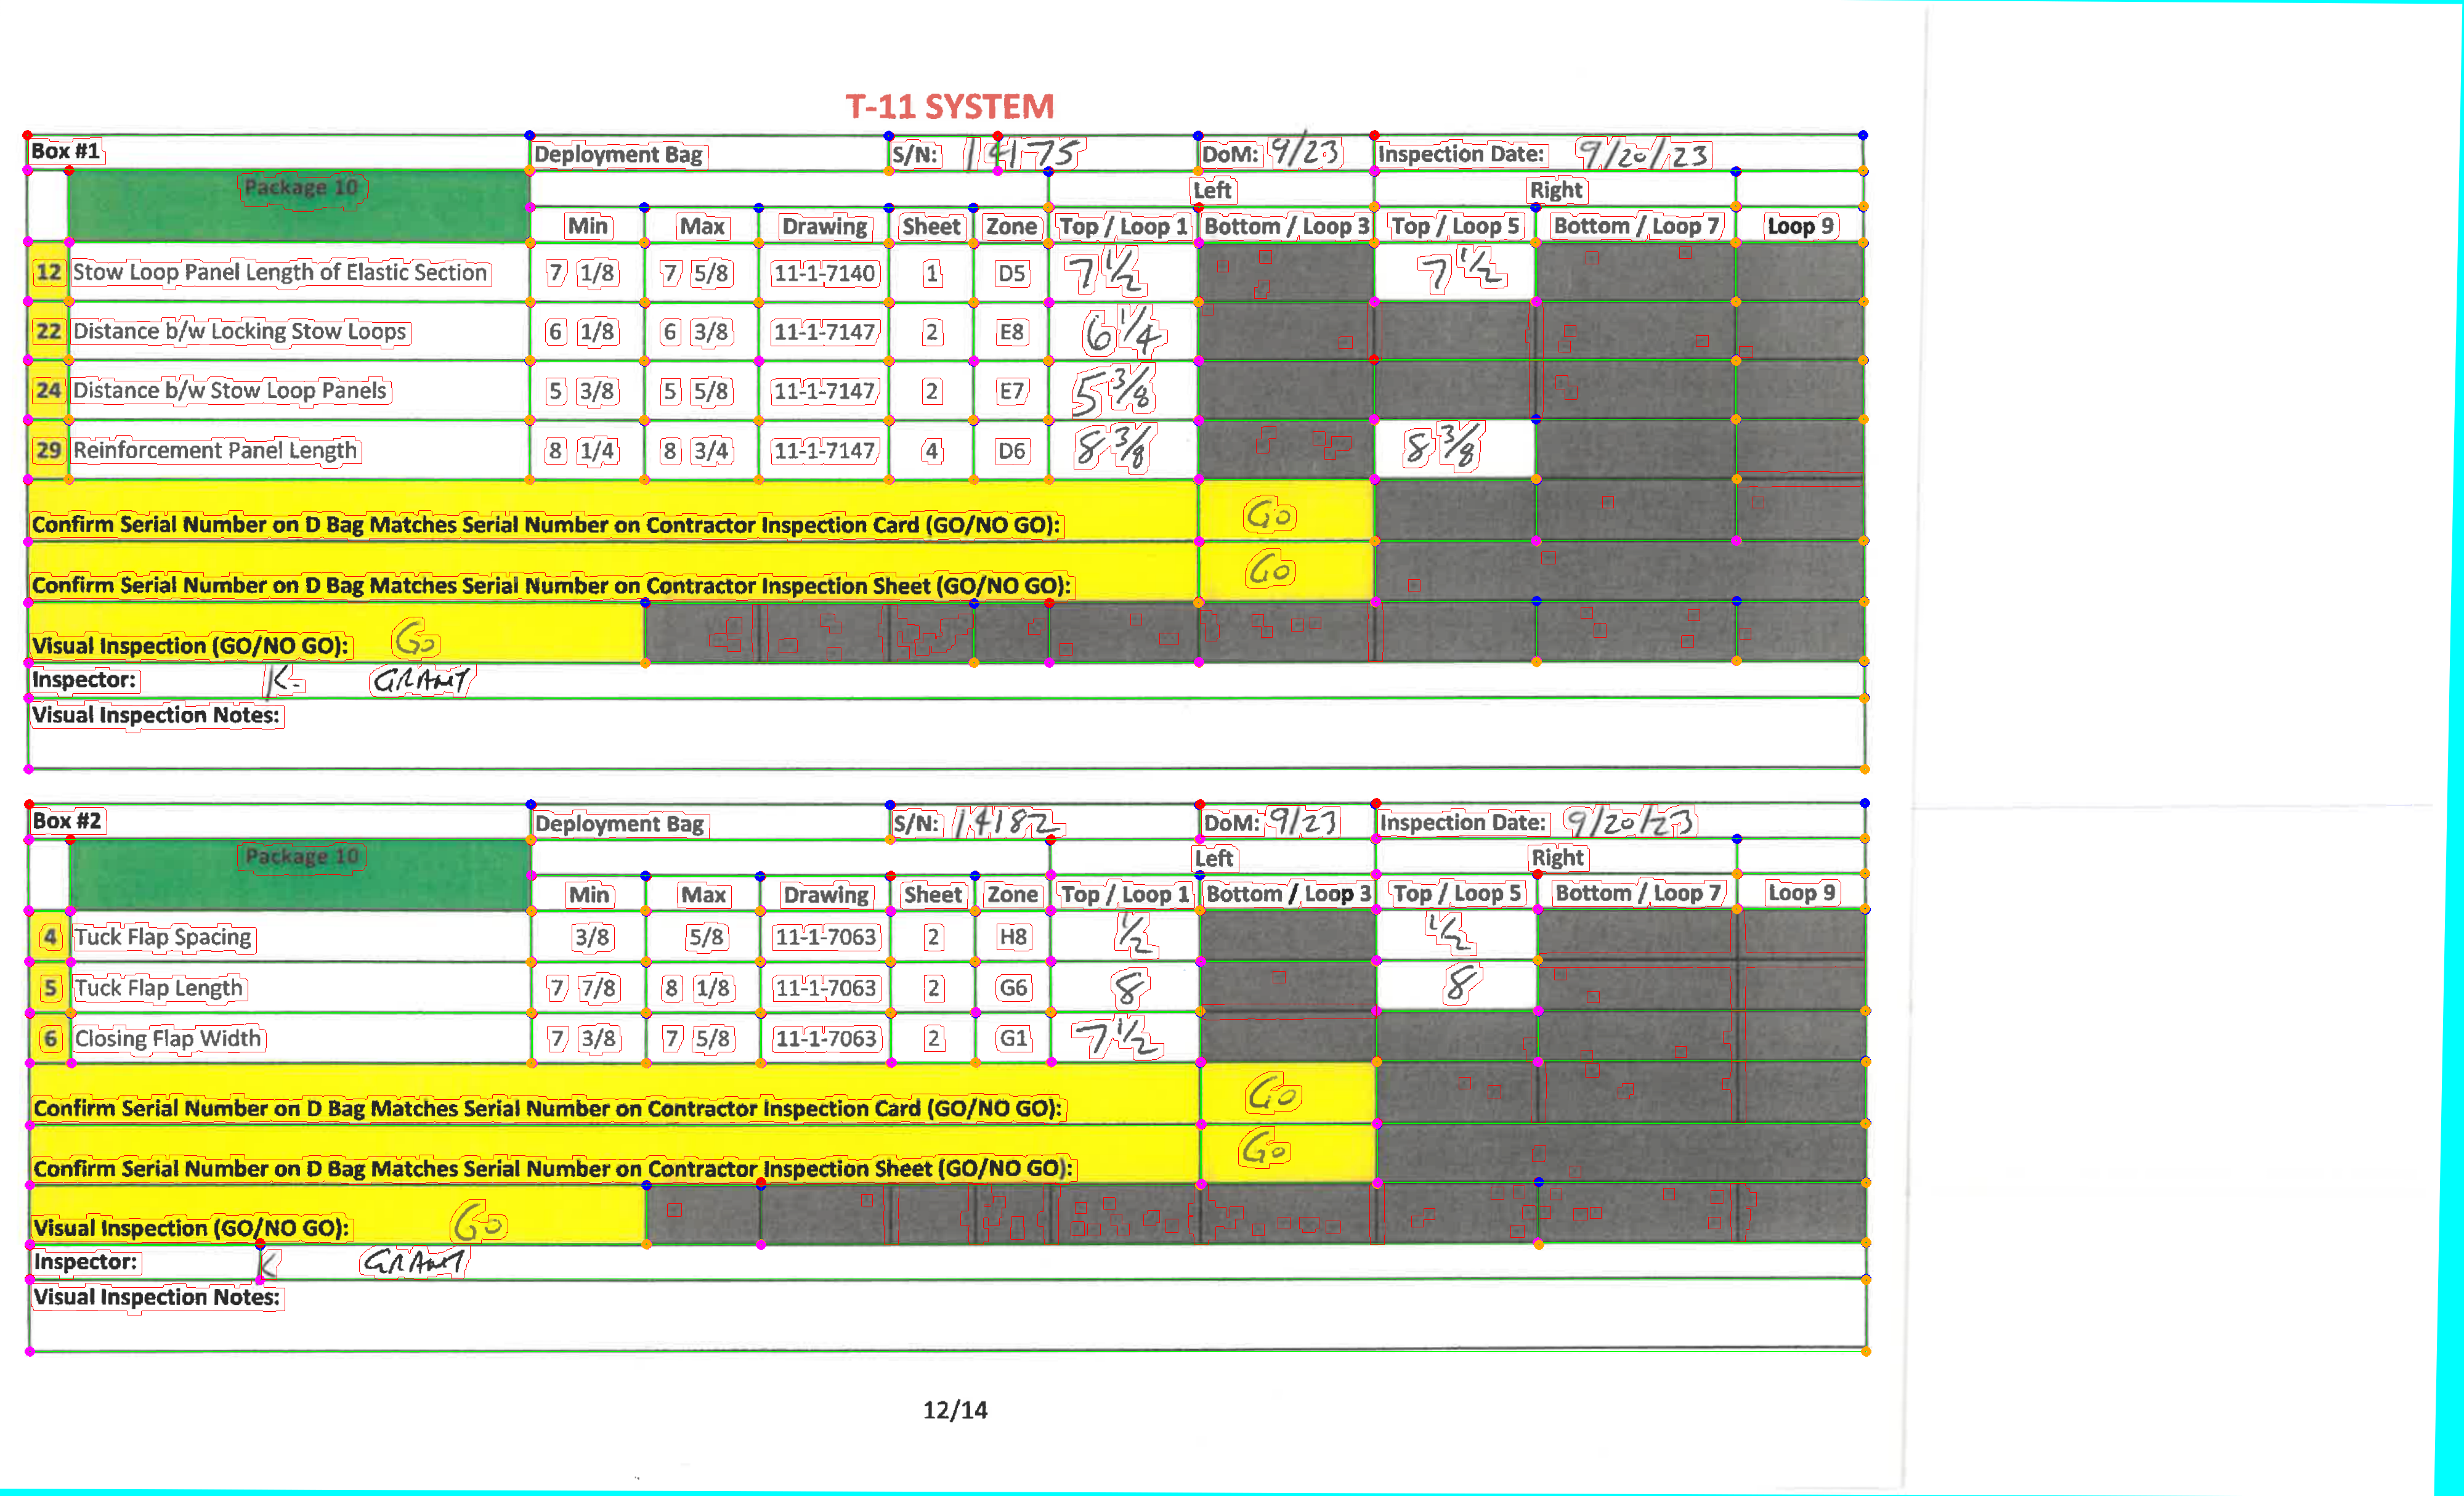 T-11 SYSTEM
Box #1 Deployment Bag S/N: 14175 DoM: 9/23 Inspection Date: 9/20/23
Package 10 Left Right
Min Max Drawing Sheet Zone Top / Loop 1 Bottom / Loop 3 Top / Loop 5 Bottom / Loop 7 Loop 9
12 Stow Loop Panel Length of Elastic Section 7 1/8 7 5/8 11-1-7140 1 D5 7 1/2 7 1/2
22 Distance b/w Locking Stow Loops 6 1/8 6 3/8 11-1-7147 2 E8 6 1/4
24 Distance b/w Stow Loop Panels 5 3/8 5 5/8 11-1-7147 2 E7 5 3/8
29 Reinforcement Panel Length 8 1/4 8 3/4 11-1-7147 4 D6 8 3/8 8 3/8
Confirm Serial Number on D Bag Matches Serial Number on Contractor Inspection Card (GO/NO GO): Go
Confirm Serial Number on D Bag Matches Serial Number on Contractor Inspection Sheet (GO/NO GO): Go
Visual Inspection (GO/NO GO): Go
Inspector: K. GRANT
Visual Inspection Notes:
Box #2 Deployment Bag S/N: 14182 DoM: 9/23 Inspection Date: 9/20/23
Package 10 Left Right
Min Max Drawing Sheet Zone Top / Loop 1 Bottom / Loop 3 Top / Loop 5 Bottom / Loop 7 Loop 9
4 Tuck Flap Spacing 3/8 5/8 11-1-7063 2 H8 1/2 1/2
5 Tuck Flap Length 7 7/8 8 1/8 11-1-7063 2 G6 8 8
6 Closing Flap Width 7 3/8 7 5/8 11-1-7063 2 G1 7 1/2
Confirm Serial Number on D Bag Matches Serial Number on Contractor Inspection Card (GO/NO GO): Go
Confirm Serial Number on D Bag Matches Serial Number on Contractor Inspection Sheet (GO/NO GO): Go
Visual Inspection (GO/NO GO): Go
Inspector: K GRANT
Visual Inspection Notes:
12/14